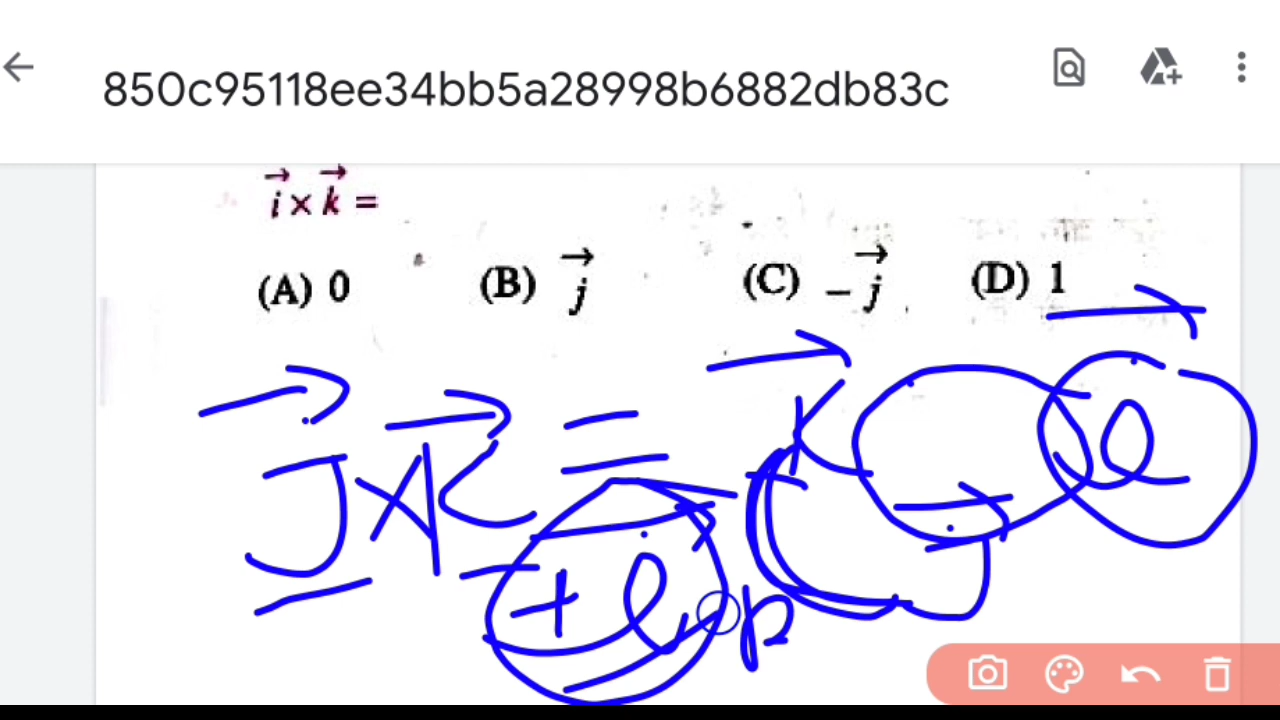 850c95118ee34bb5a28998b6882db83c
i⃗ × k⃗ =
(A) 0 (B) j⃗ (C) −j⃗ (D) 1
J⃗ × K⃗ = + i⃗
K⃗ i⃗
j⃗